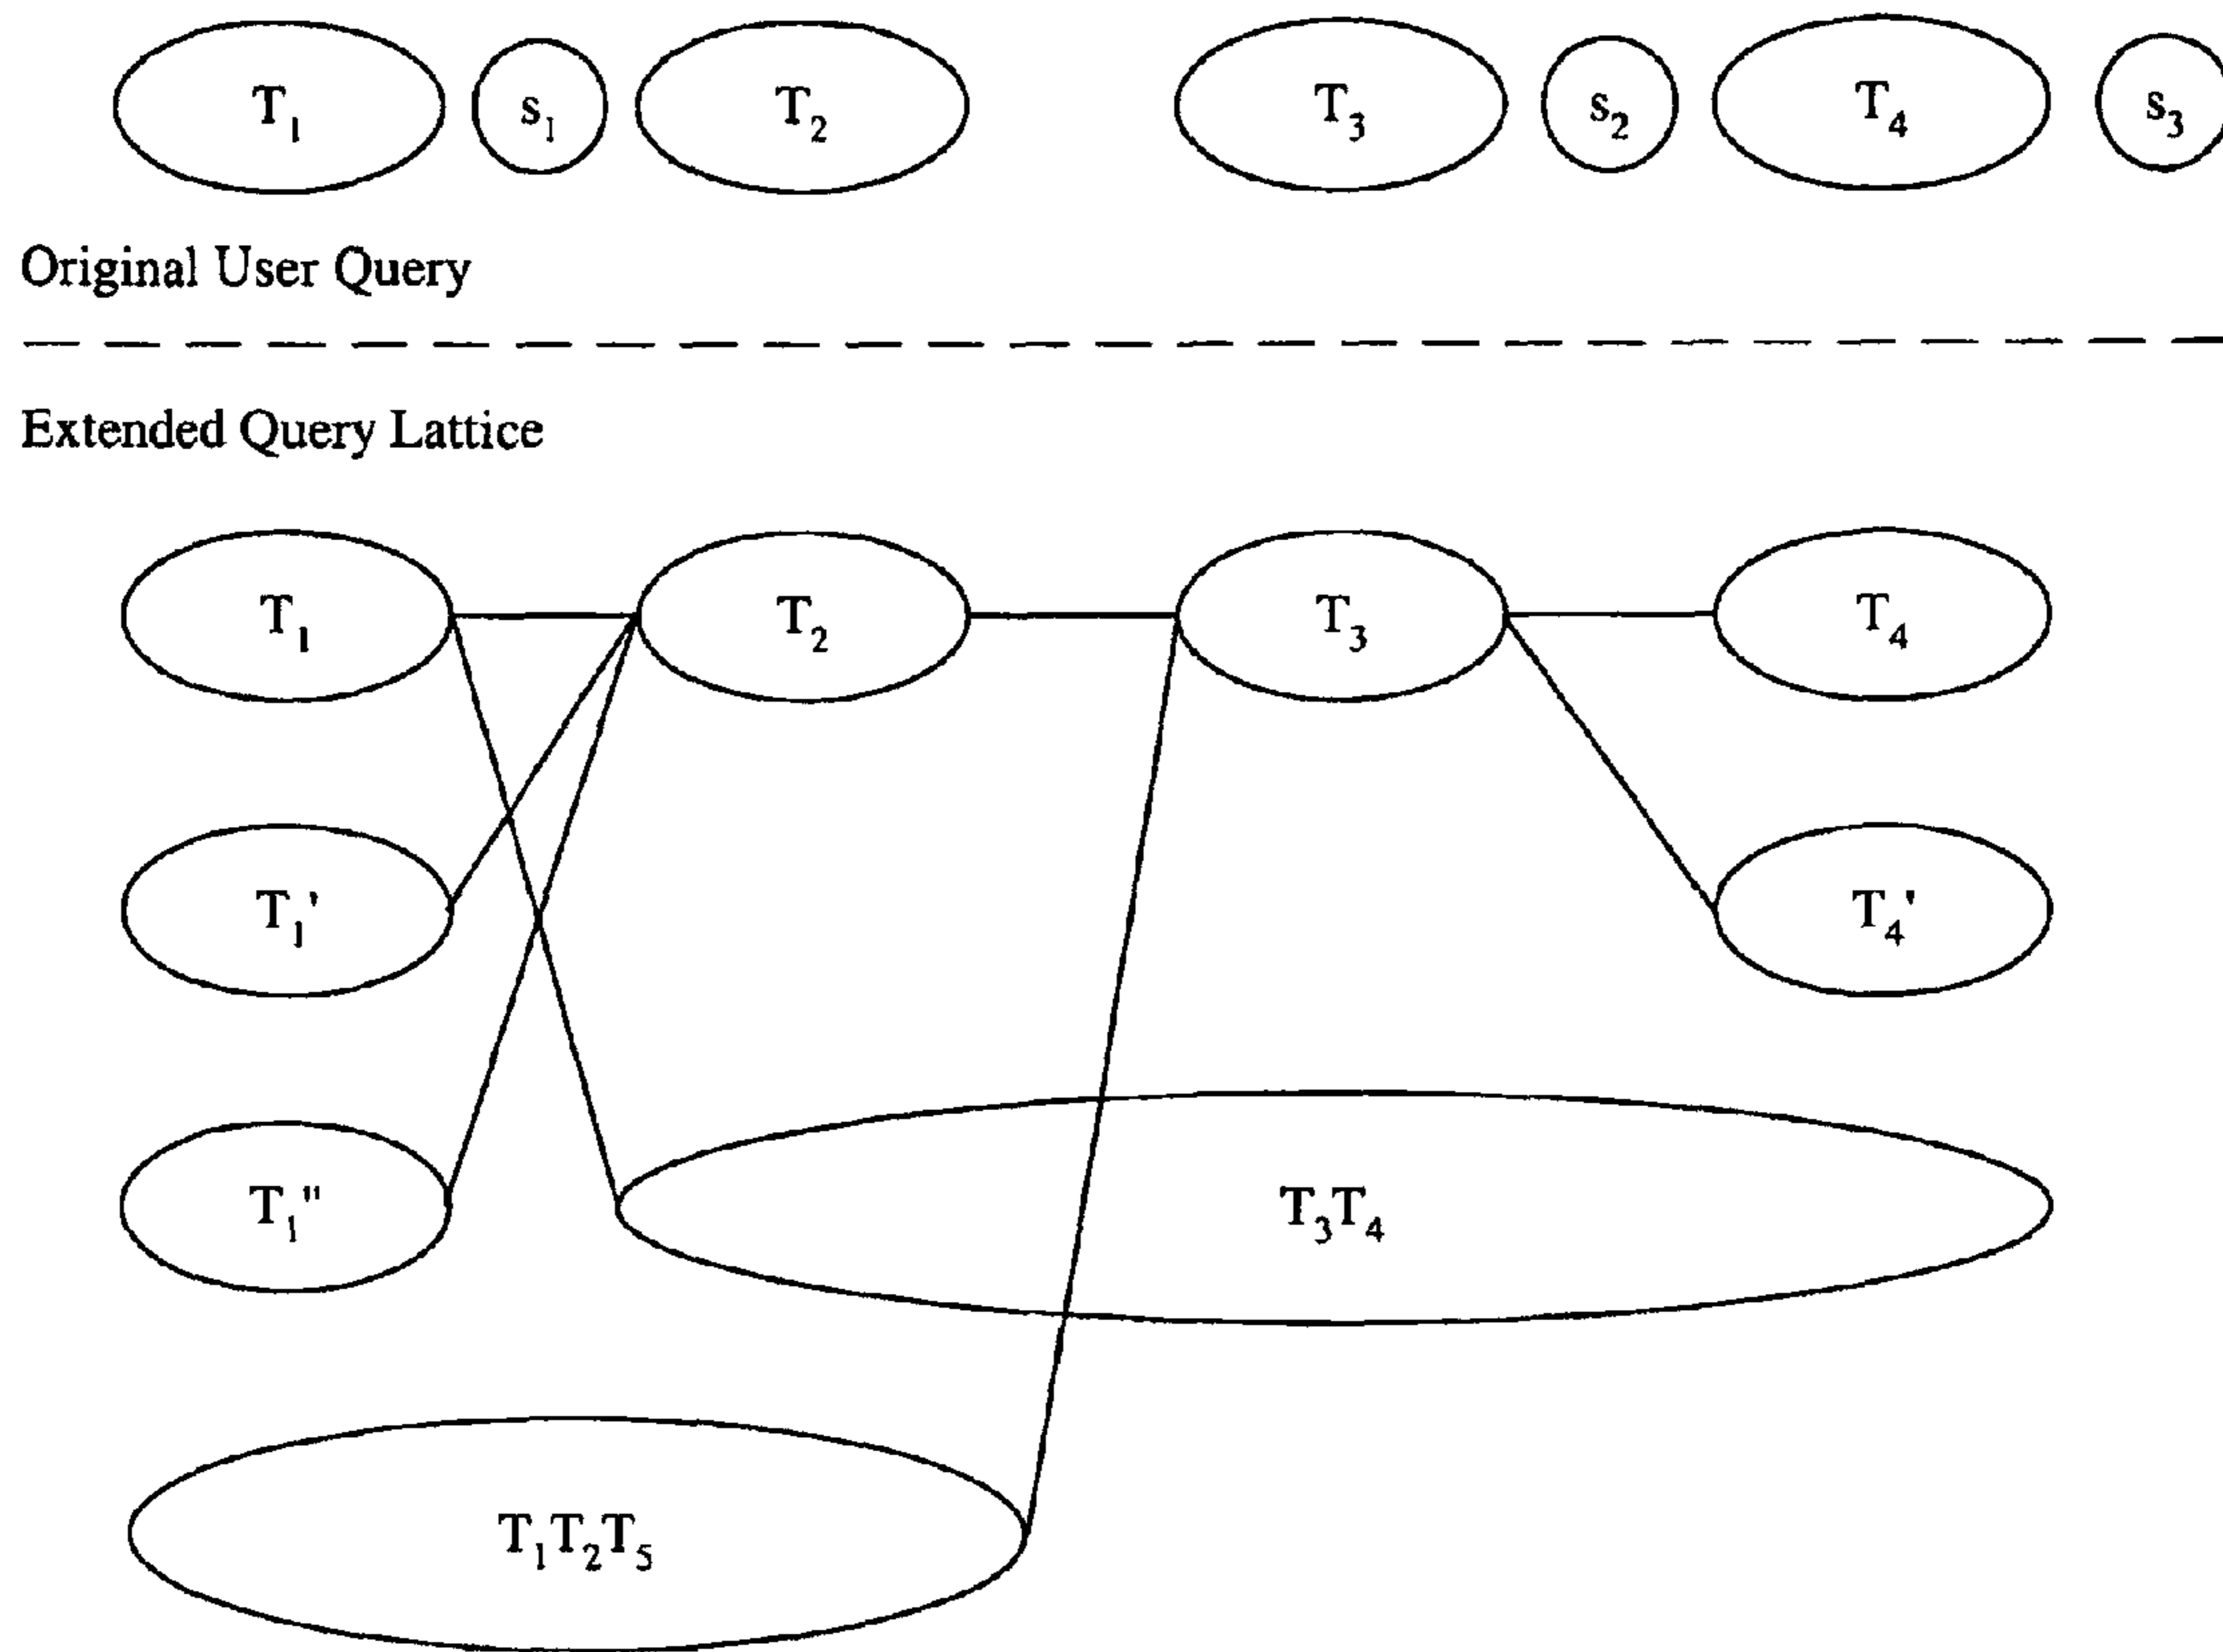 T₁ s₁ T₂ T₃ s₂ T₄ s₃
Original User Query
Extended Query Lattice
T₁ T₂ T₃ T₄
T₁' T₄'
T₁" T₃T₄
T₁T₂T₅